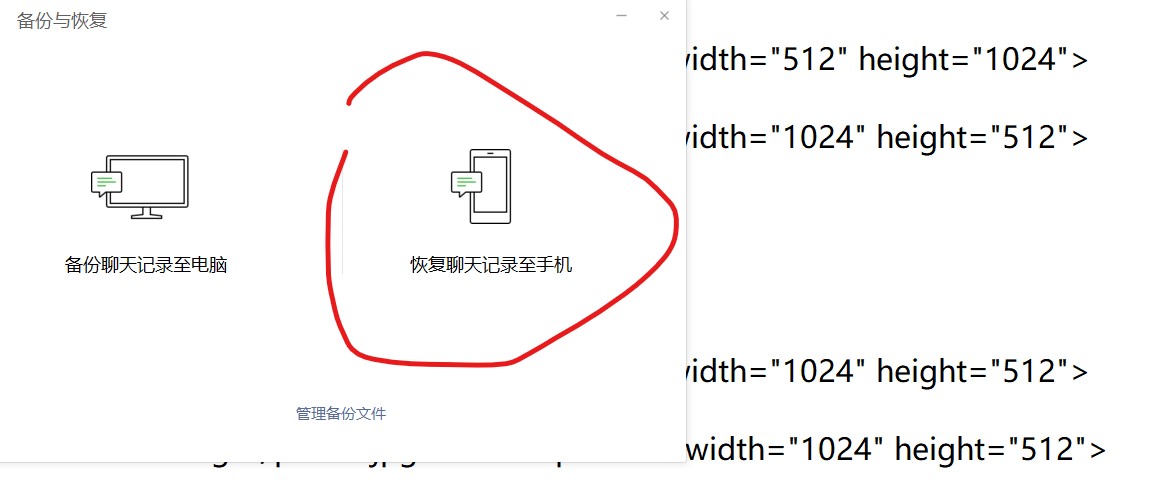 备份与恢复
width="512" height="1024">
width="1024" height="512">
备份聊天记录至电脑
恢复聊天记录至手机
width="1024" height="512">
管理备份文件
width="1024" height="512">